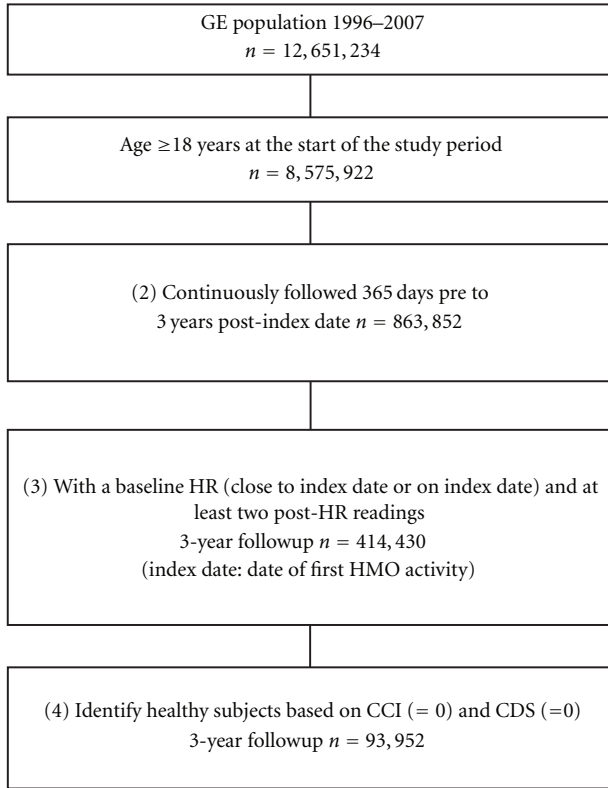 GE population 1996–2007
n = 12, 651, 234
Age ≥18 years at the start of the study period
n = 8, 575, 922
(2) Continuously followed 365 days pre to
3 years post-index date n = 863, 852
(3) With a baseline HR (close to index date or on index date) and at
least two post-HR readings
3-year followup n = 414, 430
(index date: date of first HMO activity)
(4) Identify healthy subjects based on CCI (= 0) and CDS (=0)
3-year followup n = 93, 952